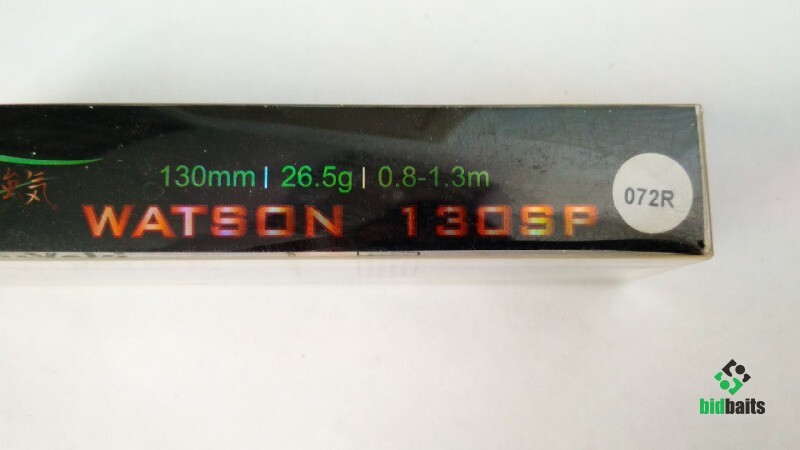 130mm | 26.5g | 0.8-1.3m
WATSON 130SP
072R
bidbaits